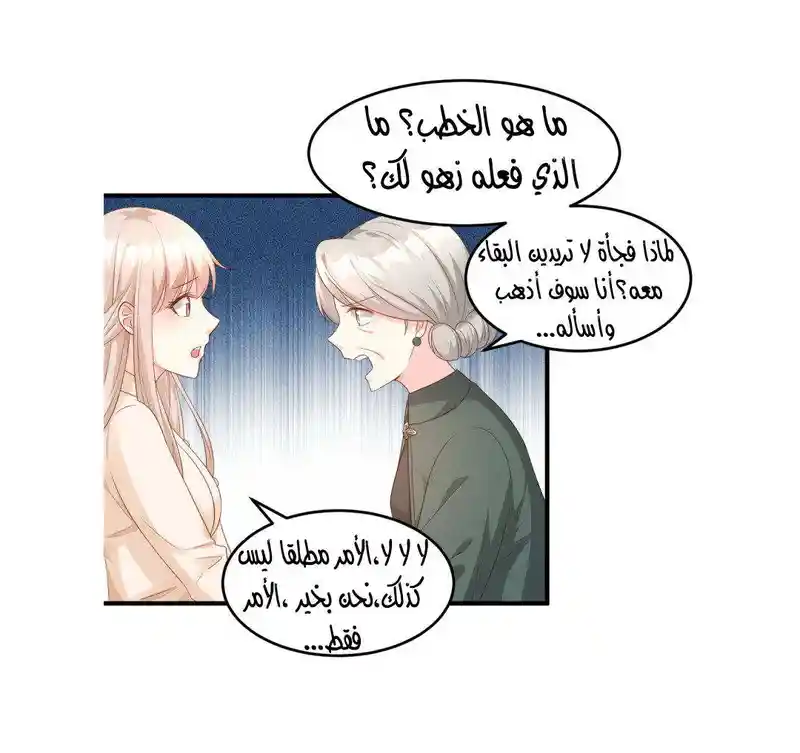 ما هو الخطب؟ ما
الذي فعله زهو لك؟
لماذا فجأة لا تريدين البقاء
معه؟أنا سوف أذهب
وأسأله...
لا لا لا،الأمر مطلقا ليس
كذلك،نحن بخير ،الأمر
فقط...